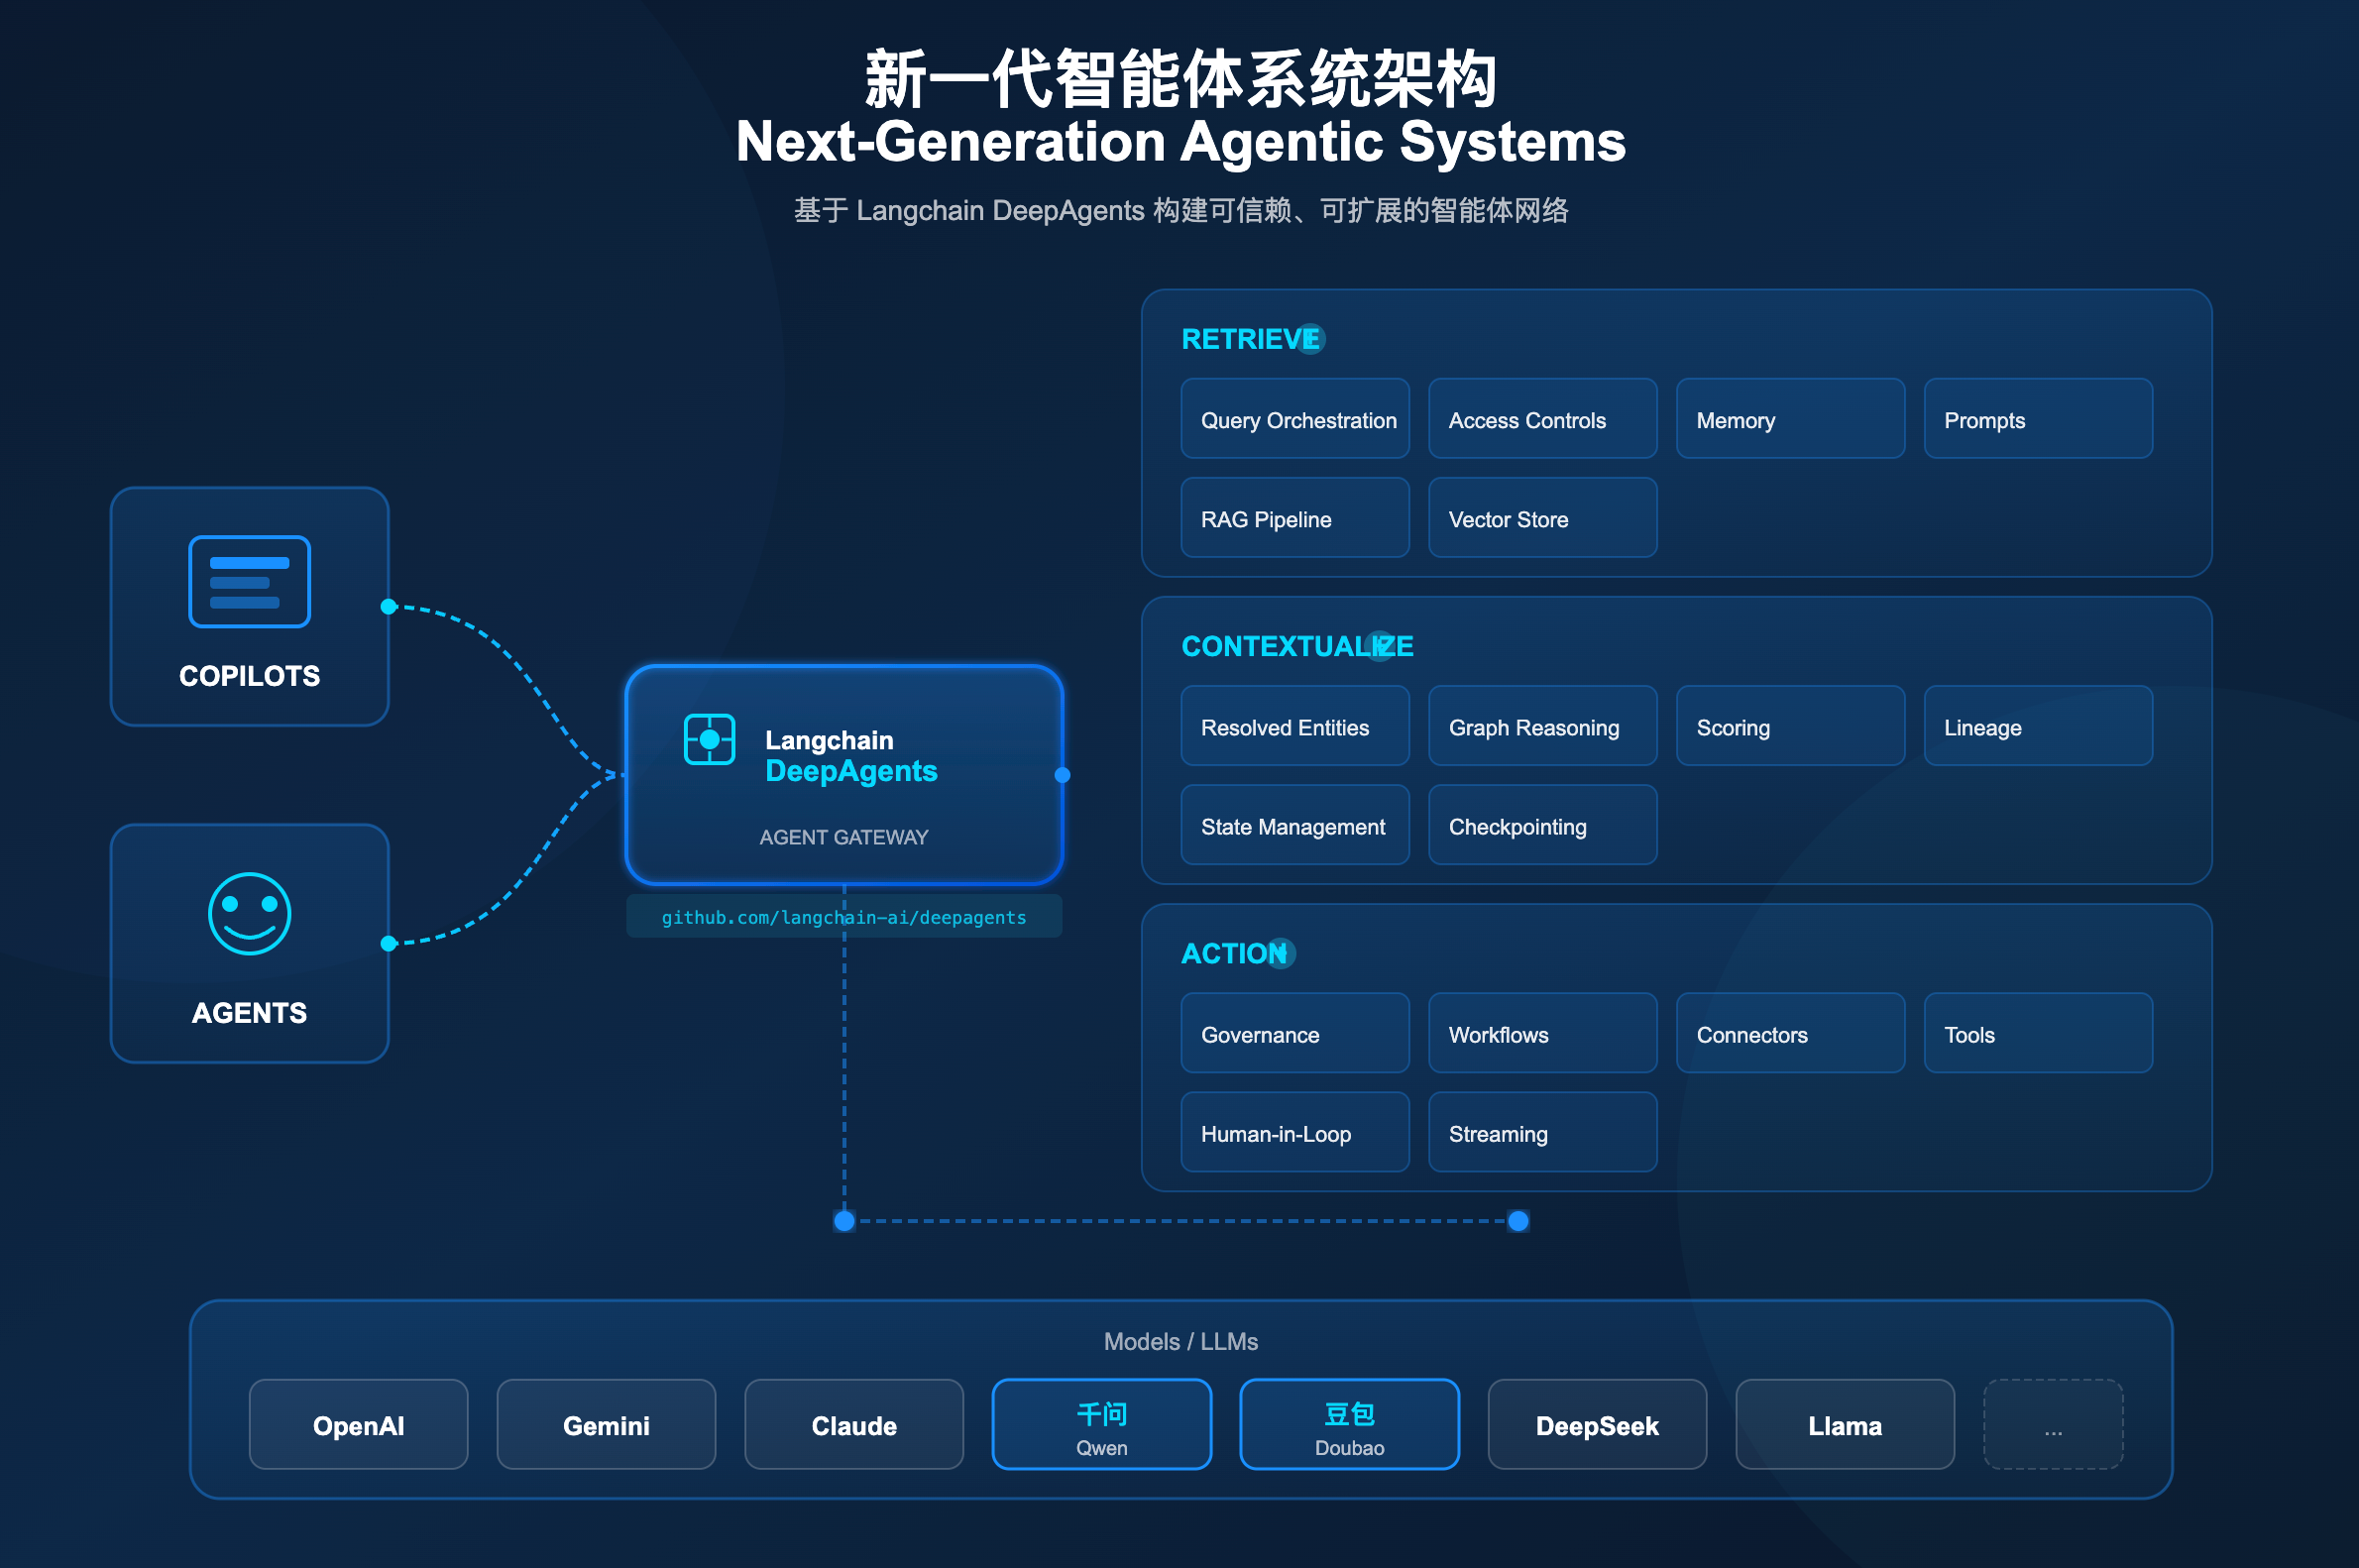 新一代智能体系统架构
Next-Generation Agentic Systems
基于 Langchain DeepAgents 构建可信赖、可扩展的智能体网络
COPILOTS
AGENTS
Langchain
DeepAgents
AGENT GATEWAY
github.com/langchain-ai/deepagents
RETRIEVE
Query Orchestration
Access Controls
Memory
Prompts
RAG Pipeline
Vector Store
CONTEXTUALIZE
Resolved Entities
Graph Reasoning
Scoring
Lineage
State Management
Checkpointing
ACTION
Governance
Workflows
Connectors
Tools
Human-in-Loop
Streaming
Models / LLMs
OpenAI
Gemini
Claude
千问
Qwen
豆包
Doubao
DeepSeek
Llama
...